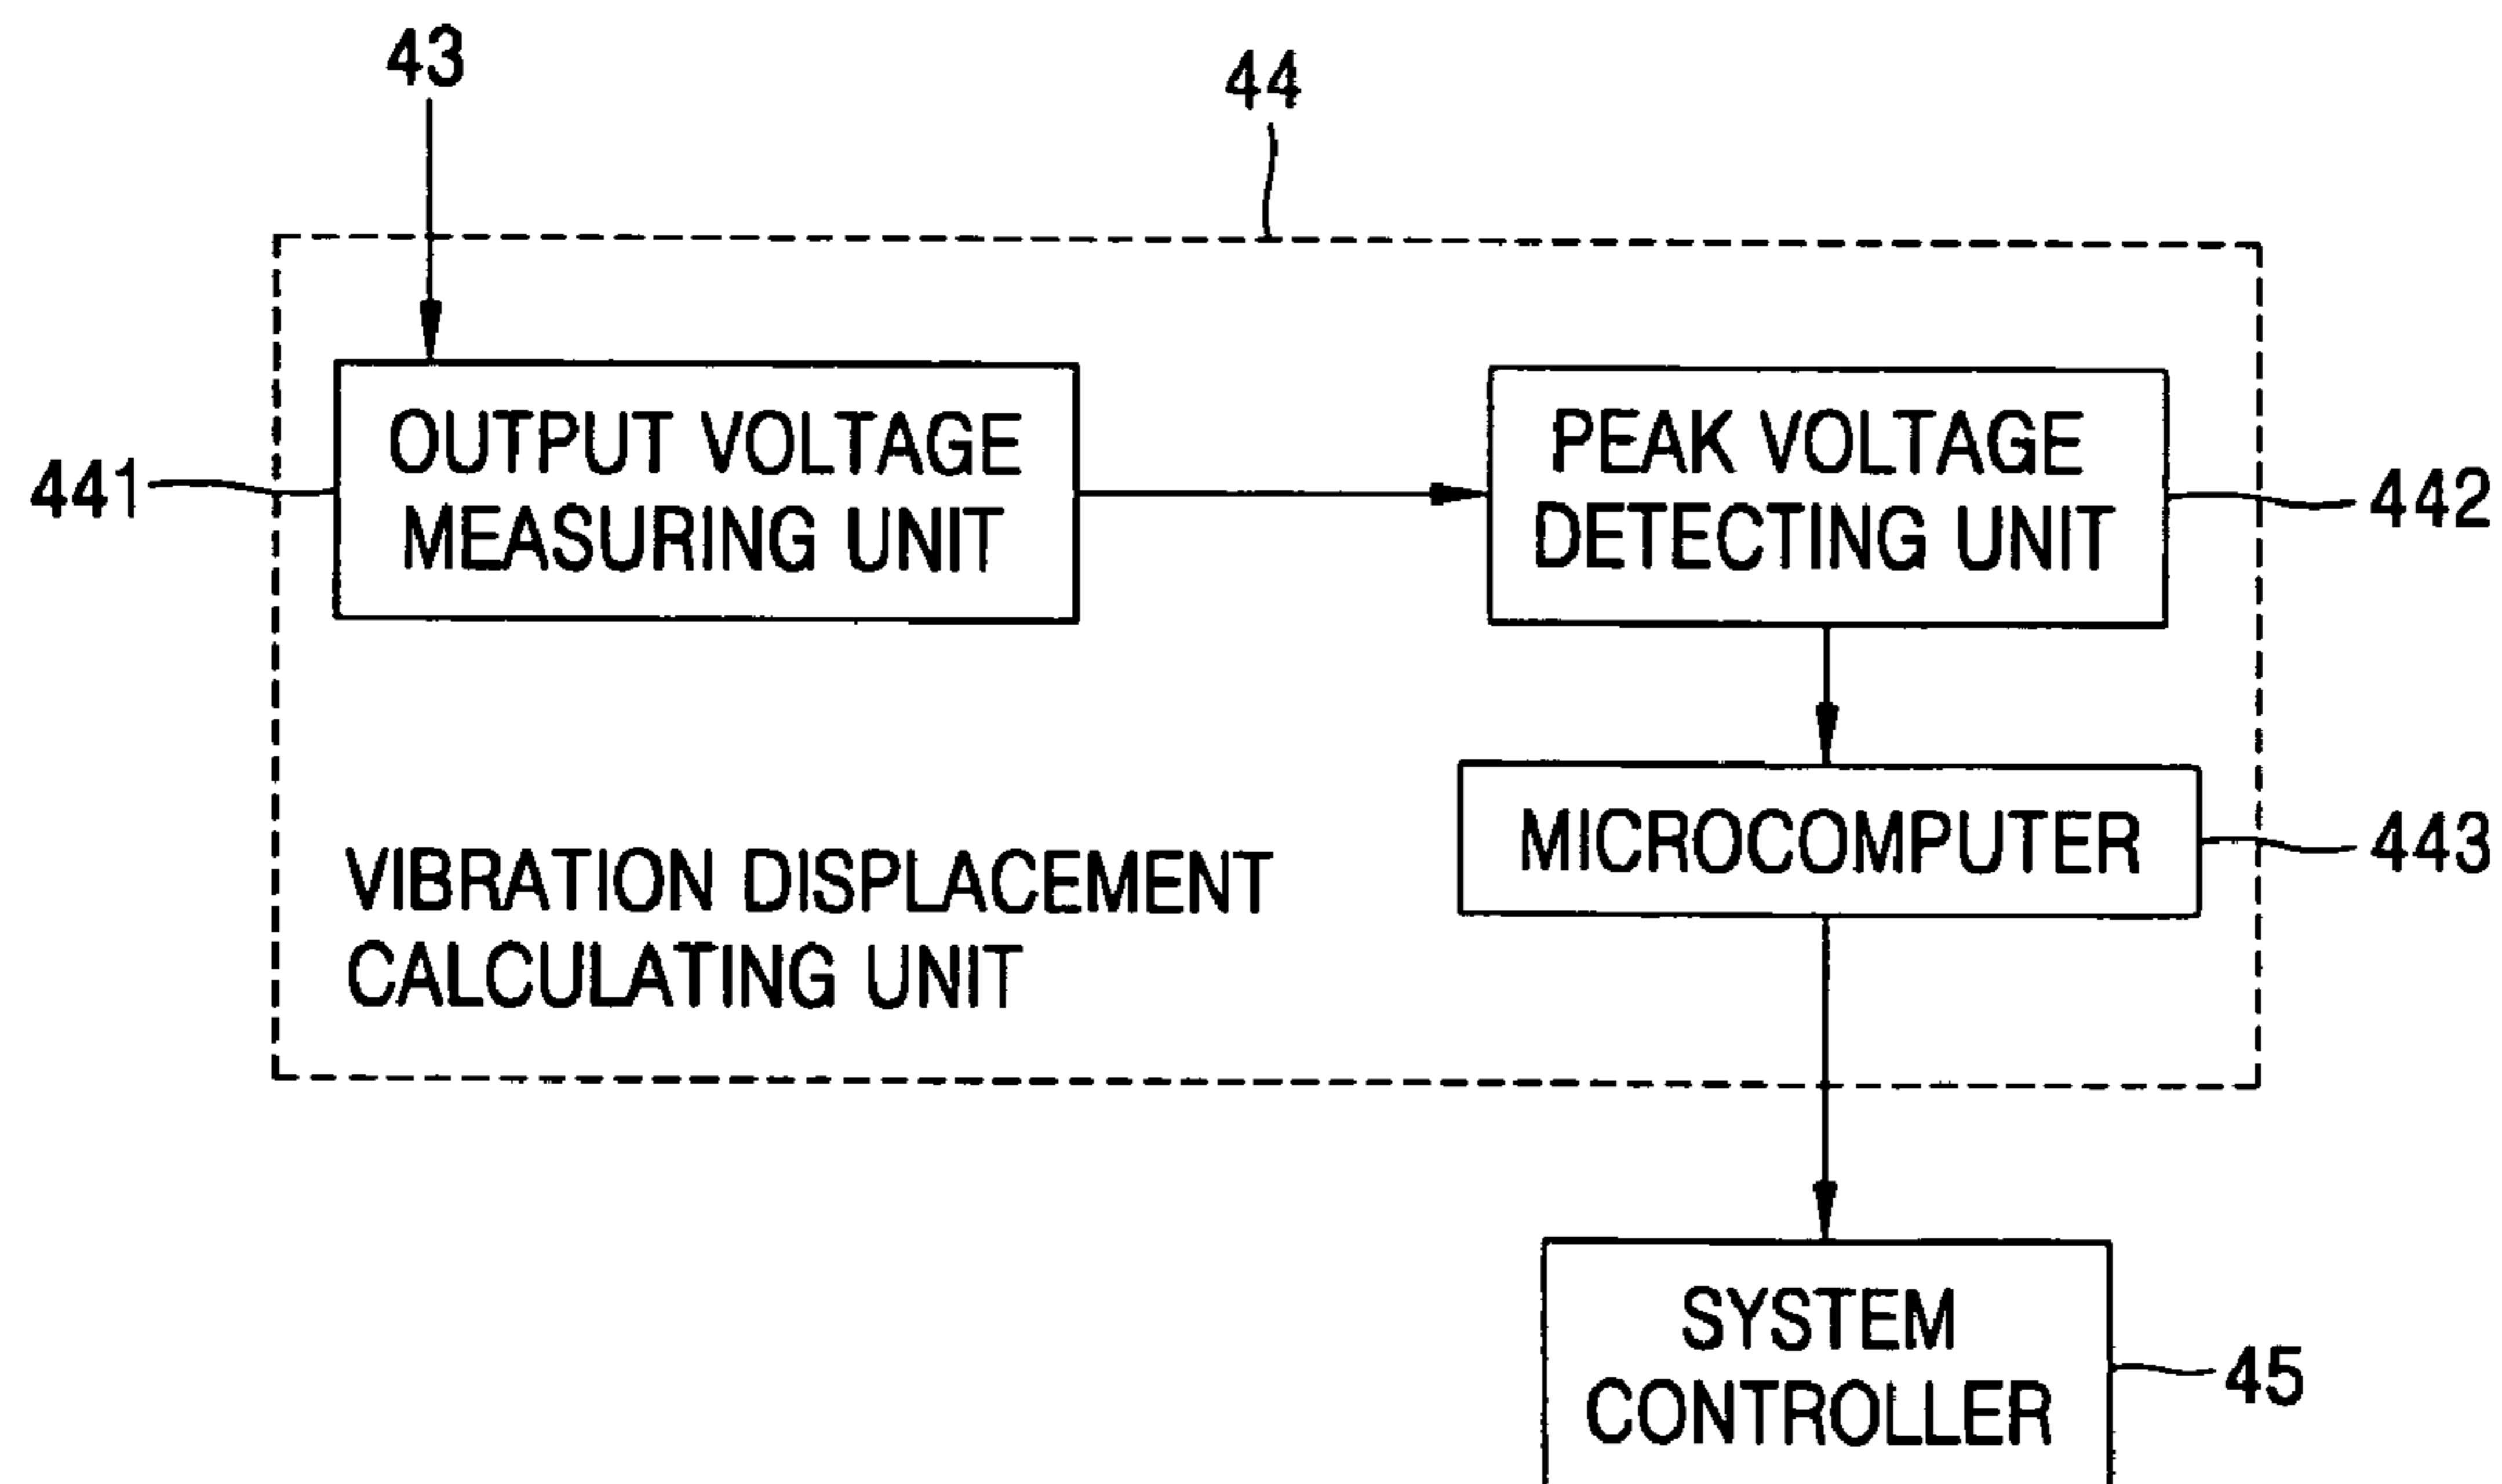 43
44
OUTPUT VOLTAGE
MEASURING UNIT
441
PEAK VOLTAGE
DETECTING UNIT
442
MICROCOMPUTER
443
VIBRATION DISPLACEMENT
CALCULATING UNIT
SYSTEM
CONTROLLER
45